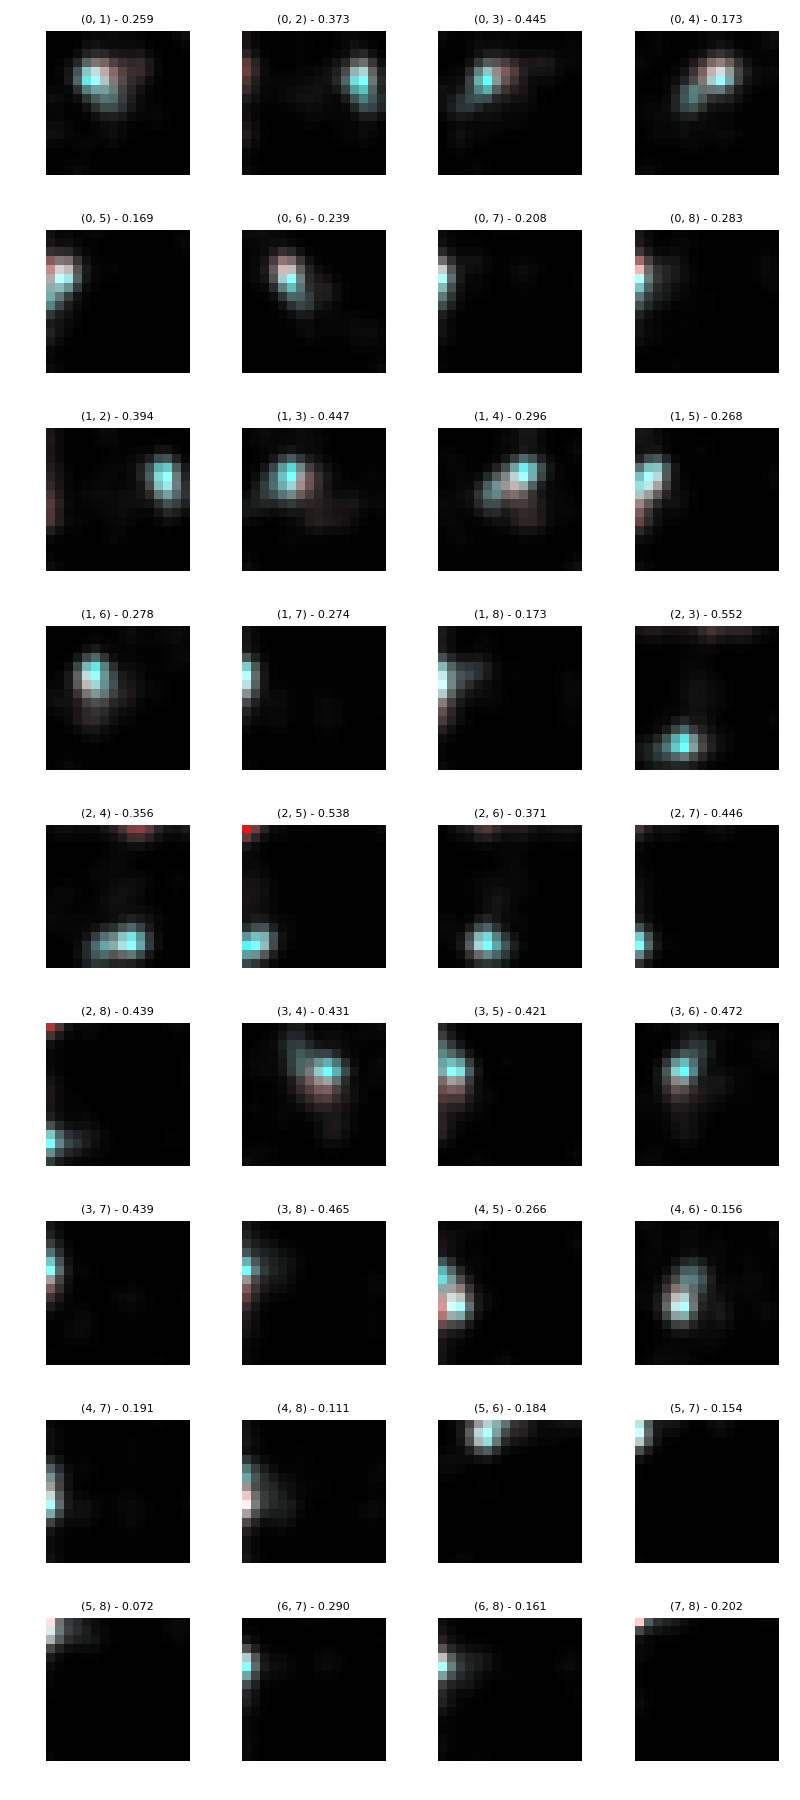 (0, 1) - 0.259 (0, 2) - 0.373 (0, 3) - 0.445 (0, 4) - 0.173
(0, 5) - 0.169 (0, 6) - 0.239 (0, 7) - 0.208 (0, 8) - 0.283
(1, 2) - 0.394 (1, 3) - 0.447 (1, 4) - 0.296 (1, 5) - 0.268
(1, 6) - 0.278 (1, 7) - 0.274 (1, 8) - 0.173 (2, 3) - 0.552
(2, 4) - 0.356 (2, 5) - 0.538 (2, 6) - 0.371 (2, 7) - 0.446
(2, 8) - 0.439 (3, 4) - 0.431 (3, 5) - 0.421 (3, 6) - 0.472
(3, 7) - 0.439 (3, 8) - 0.465 (4, 5) - 0.266 (4, 6) - 0.156
(4, 7) - 0.191 (4, 8) - 0.111 (5, 6) - 0.184 (5, 7) - 0.154
(5, 8) - 0.072 (6, 7) - 0.290 (6, 8) - 0.161 (7, 8) - 0.202